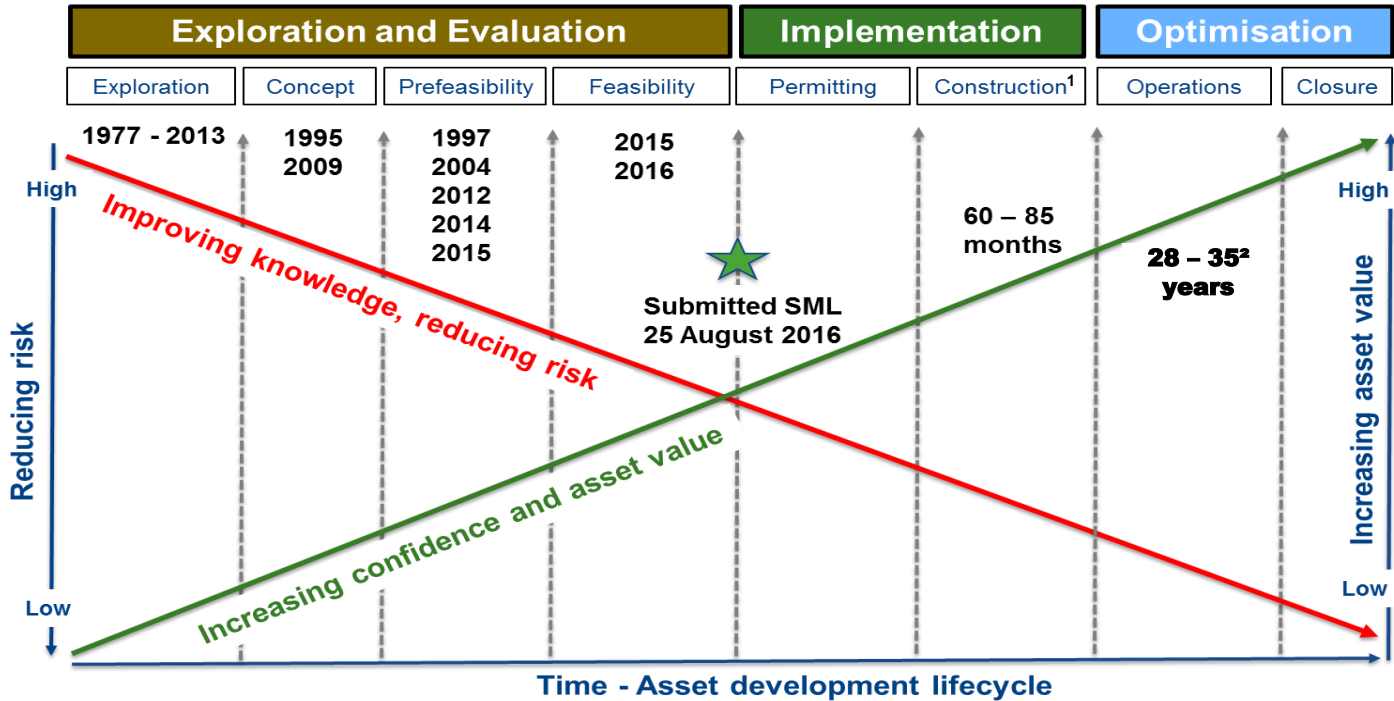 Exploration and Evaluation
Implementation
Optimisation
Exploration
Concept
Prefeasibility
Feasibility
Permitting
Construction¹
Operations
Closure
1977 - 2013
1995
2009
1997
2004
2012
2014
2015
2015
2016
60 – 85
months
28 – 35²
years
Submitted SML
25 August 2016
High
Low
Reducing risk
Improving knowledge, reducing risk
Increasing confidence and asset value
High
Low
Increasing asset value
Time - Asset development lifecycle